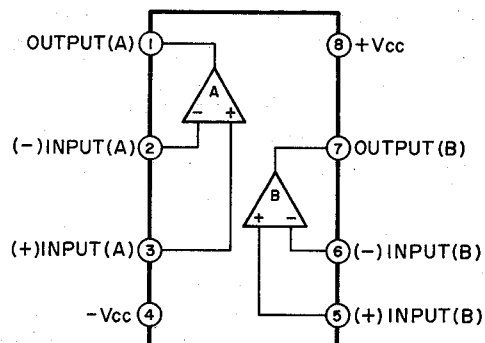 OUTPUT(A) 1
8 +Vcc
A
- +
(-)INPUT(A) 2
7 OUTPUT(B)
B
+ -
(+)INPUT(A) 3
6 (-)INPUT(B)
-Vcc 4
5 (+)INPUT(B)